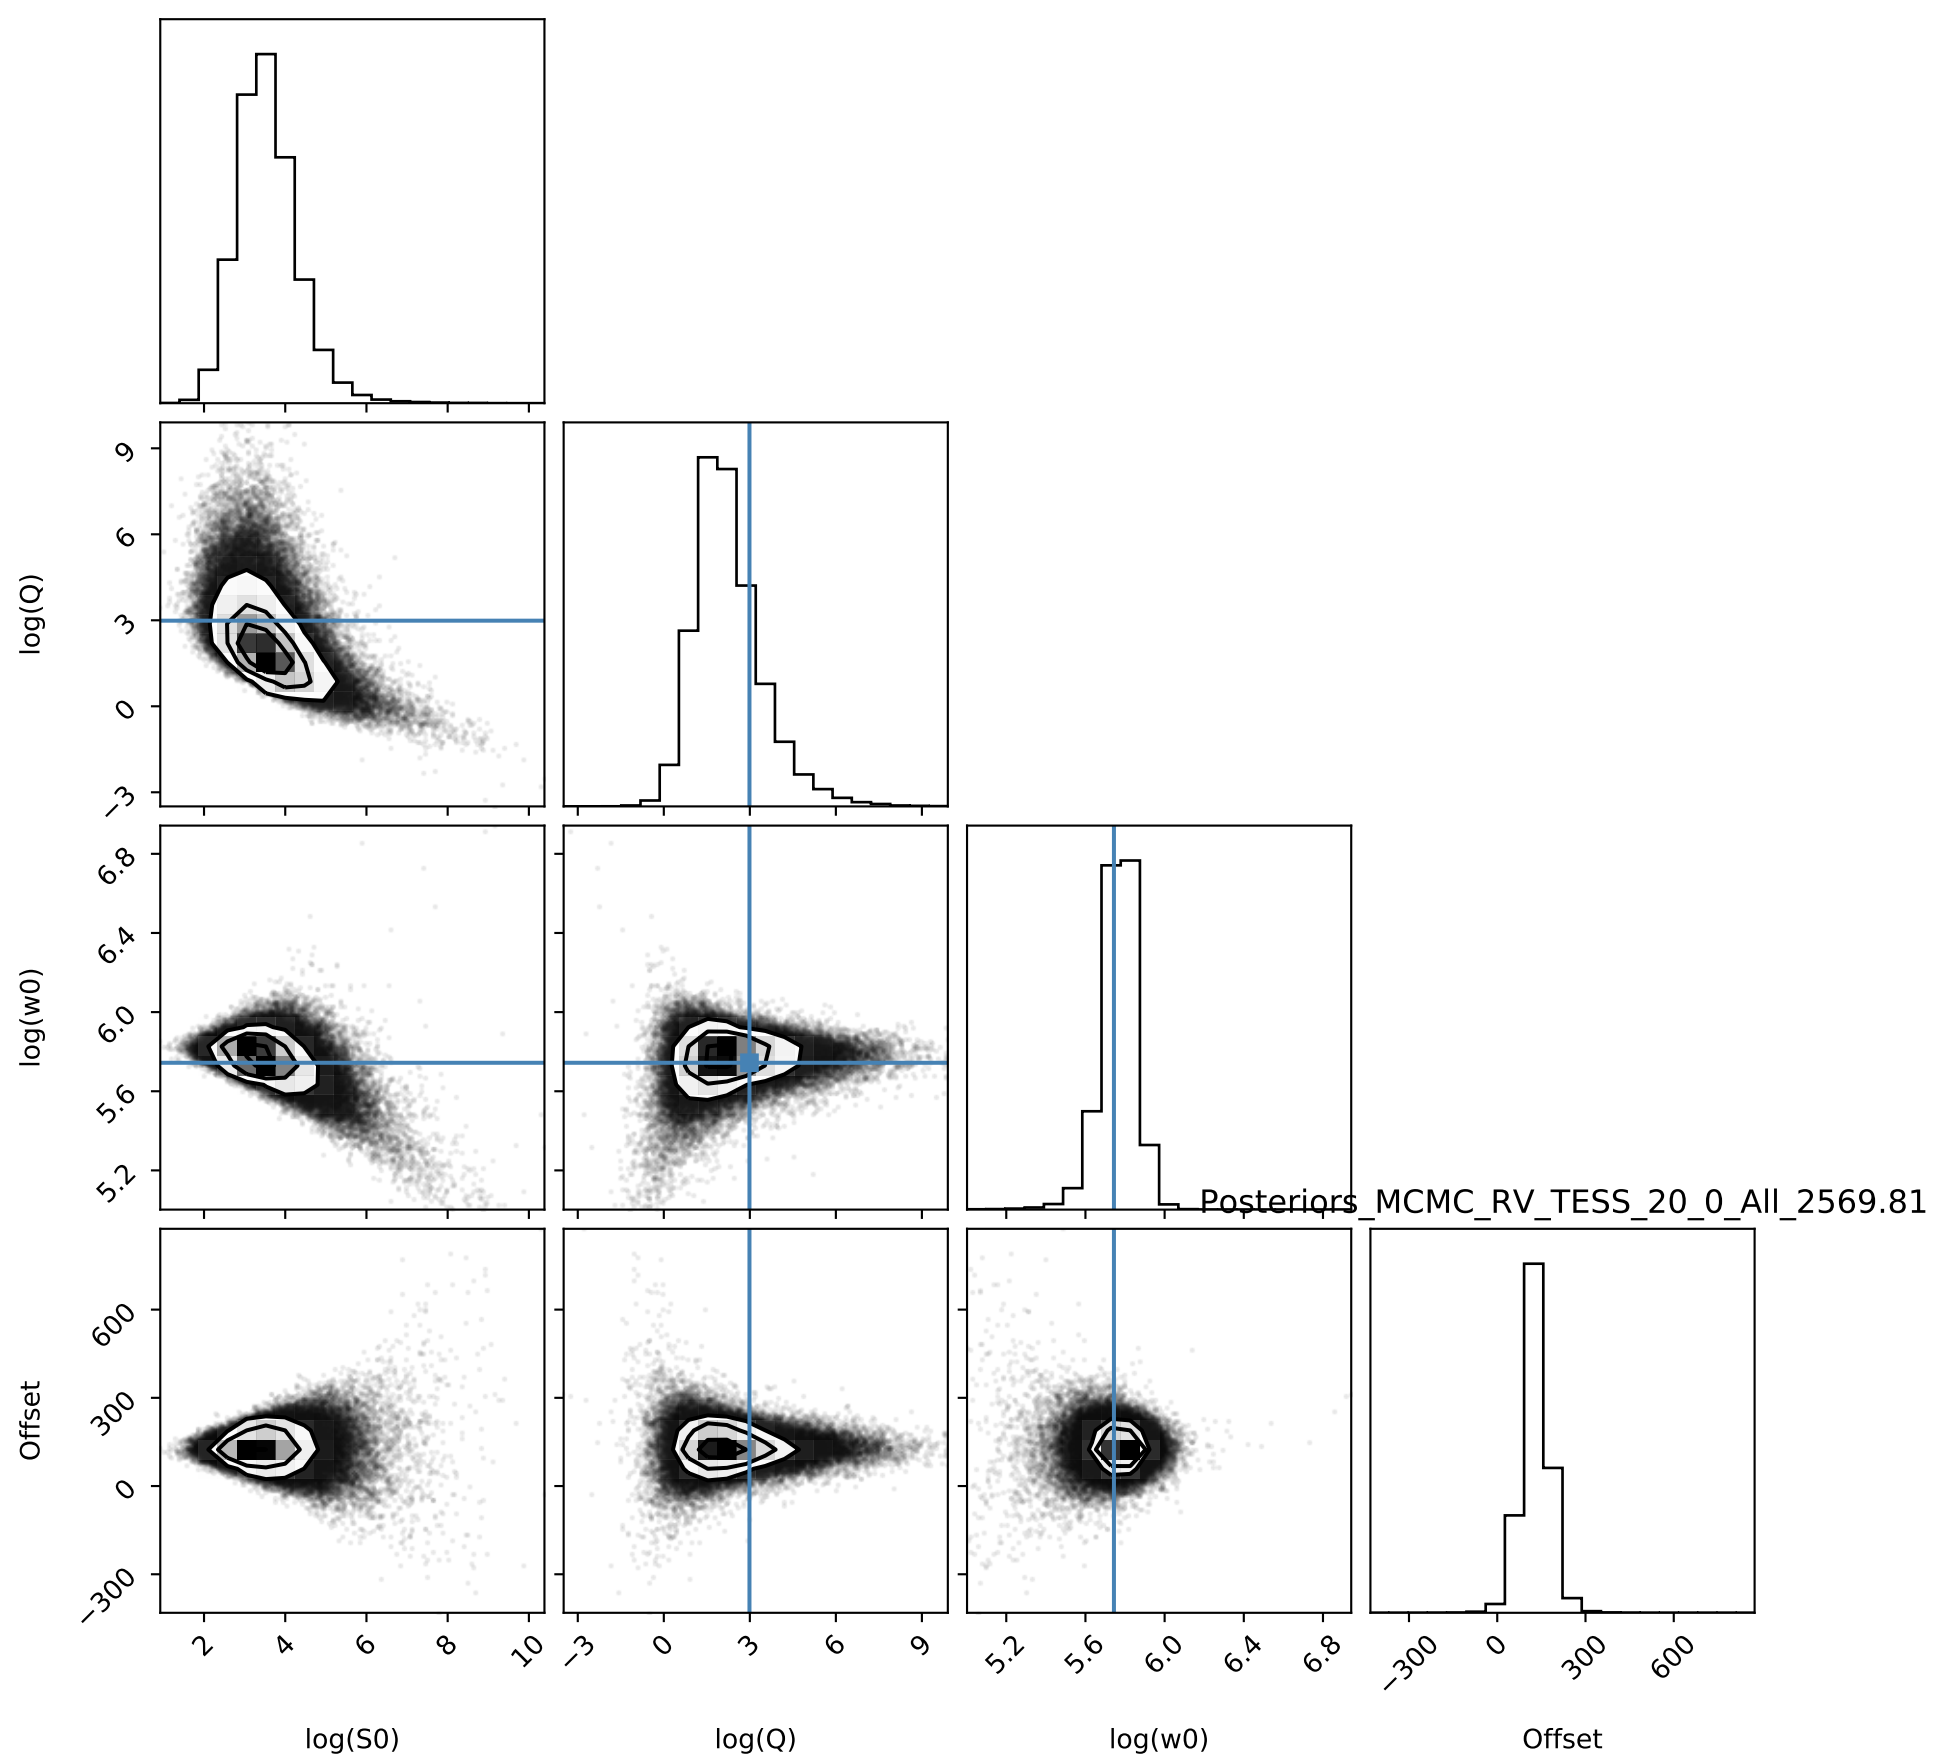 9
6
3
0
−3
log(Q)
6.8
6.4
6.0
5.6
5.2
log(w0)
Posteriors_MCMC_RV_TESS_20_0_All_2569.81
600
300
0
−300
Offset
2 4 6 8 10
−3 0 3 6 9
5.2 5.6 6.0 6.4 6.8
−300 0 300 600
log(S0) log(Q) log(w0) Offset